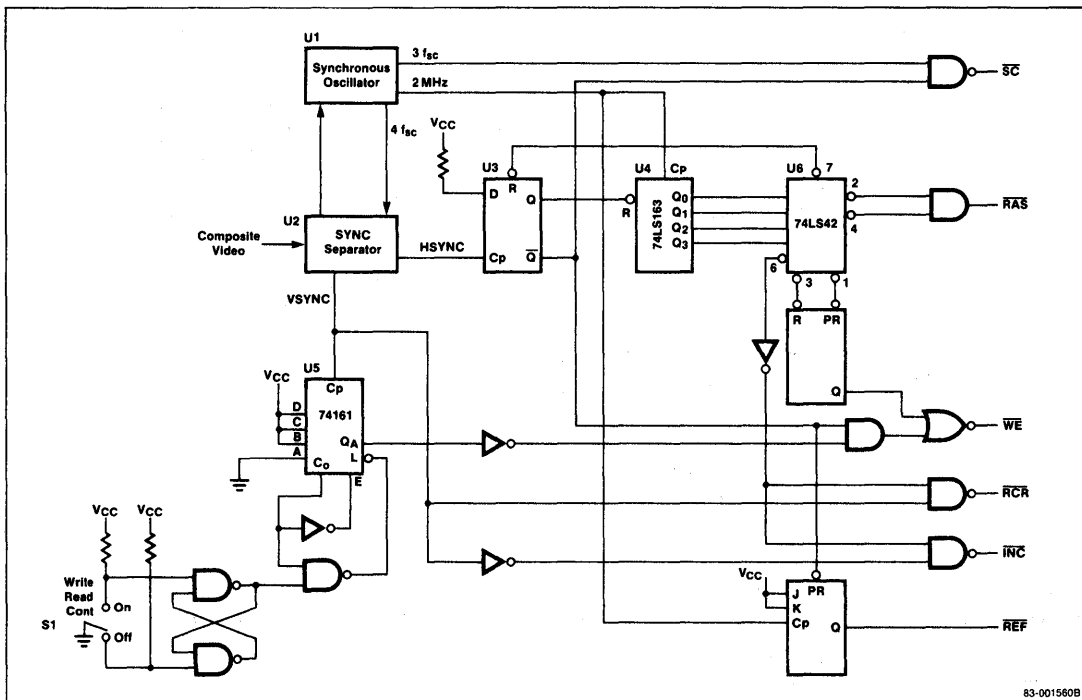 U1
Synchronous
Oscillator
3 fSC
2 MHz
4 fSC
SC
VCC
U3
D
R
Q
Cp
Q
U4
Cp
R
74LS163
Q0
Q1
Q2
Q3
U6
7
74LS42
2
4
6
3
1
RAS
U2
SYNC
Separator
Composite
Video
HSYNC
VSYNC
R
PR
Q
U5
Cp
VCC
D
C
B
A
74161
QA
L
CO
E
WE
RCR
INC
VCC
VCC
Write
Read
Cont
On
S1
Off
VCC
PR
J
K
Cp
Q
REF
83-001560B